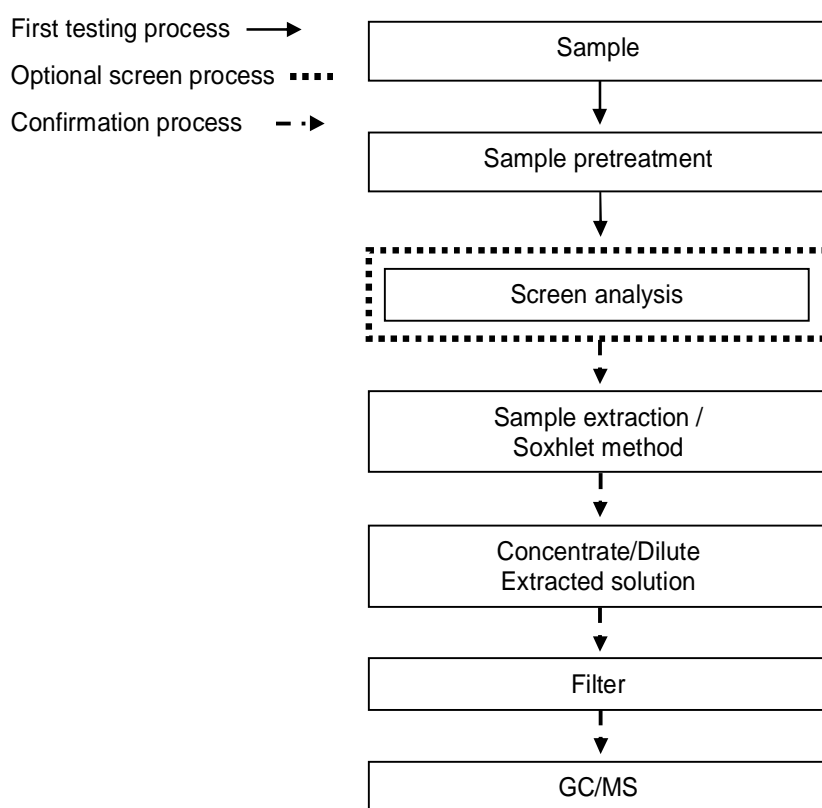 First testing process
Optional screen process
Confirmation process
Sample
Sample pretreatment
Screen analysis
Sample extraction /
Soxhlet method
Concentrate/Dilute
Extracted solution
Filter
GC/MS